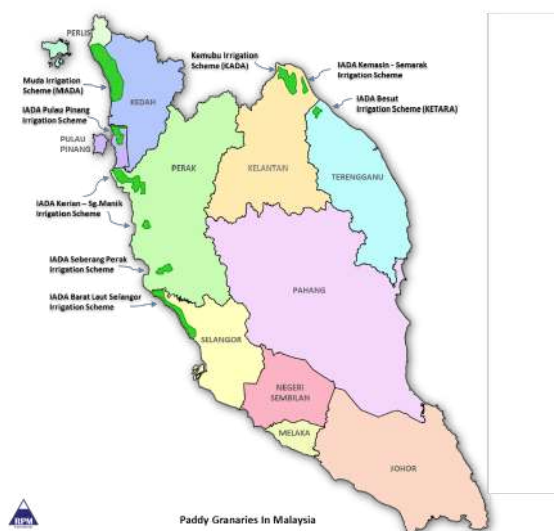 PERLIS
Kemubu Irrigation
Scheme (KADA)
IADA Kemasin - Semarak
Irrigation Scheme
Muda Irrigation
Scheme (MADA)
KEDAH
IADA Besut
Irrigation Scheme (KETARA)
IADA Pulau Pinang
Irrigation Scheme
PULAU
PINANG
PERAK
KELANTAN
TERENGGANU
IADA Kerian – Sg.Manik
Irrigation Scheme
IADA Seberang Perak
Irrigation Scheme
PAHANG
IADA Barat Laut Selangor
Irrigation Scheme
SELANGOR
NEGERI
SEMBILAN
MELAKA
JOHOR
BPM
Paddy Granaries In Malaysia